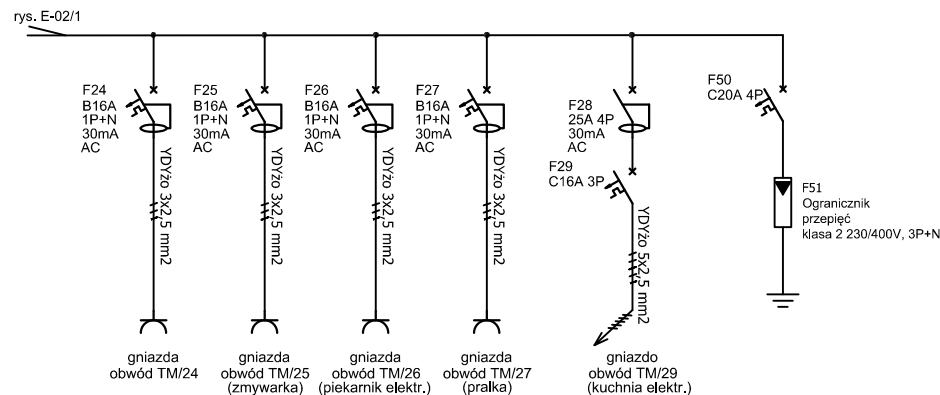 rys. E-02/1
F24
B16A
1P+N
30mA
AC
YDYżo 3x2,5 mm2
gniazda
obwód TM/24
F25
B16A
1P+N
30mA
AC
YDYżo 3x2,5 mm2
gniazda
obwód TM/25
(zmywarka)
F26
B16A
1P+N
30mA
AC
YDYżo 3x2,5 mm2
gniazda
obwód TM/26
(piekarnik elektr.)
F27
B16A
1P+N
30mA
AC
YDYżo 3x2,5 mm2
gniazda
obwód TM/27
(pralka)
F28
25A 4P
30mA
AC
F29
C16A 3P
YDYżo 5x2,5 mm2
gniazdo
obwód TM/29
(kuchnia elektr.)
F50
C20A 4P
F51
Ogranicznik
przepięć
klasa 2 230/400V, 3P+N